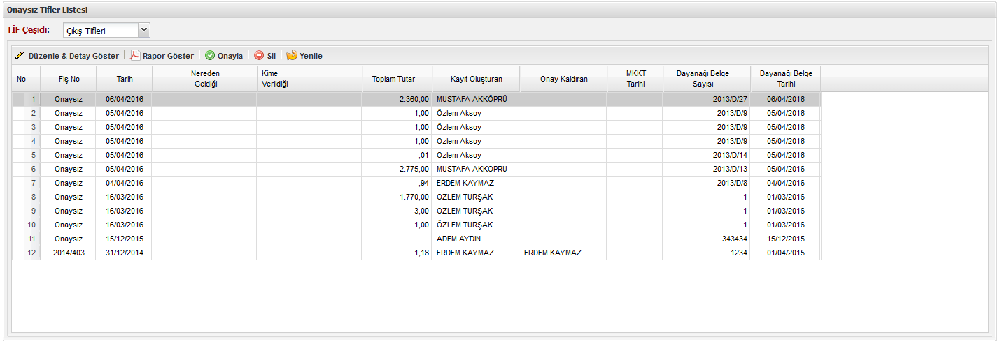 Onaysız Tifler Listesi
TİF Çeşidi: Çıkış Tifleri
Düzenle & Detay Göster Rapor Göster Onayla Sil Yenile
No Fiş No Tarih Nereden Geldiği Kime Verildiği Toplam Tutar Kayıt Oluşturan Onay Kaldıran MKKT Tarihi Dayanağı Belge Sayısı Dayanağı Belge Tarihi
1 Onaysız 06/04/2016 2.360,00 MUSTAFA AKKÖPRÜ 2013/D/27 06/04/2016
2 Onaysız 05/04/2016 1,00 Özlem Aksoy 2013/D/9 05/04/2016
3 Onaysız 05/04/2016 1,00 Özlem Aksoy 2013/D/9 05/04/2016
4 Onaysız 05/04/2016 1,00 Özlem Aksoy 2013/D/9 05/04/2016
5 Onaysız 05/04/2016 ,01 Özlem Aksoy 2013/D/14 05/04/2016
6 Onaysız 05/04/2016 2.775,00 MUSTAFA AKKÖPRÜ 2013/D/13 05/04/2016
7 Onaysız 04/04/2016 ,94 ERDEM KAYMAZ 2013/D/8 04/04/2016
8 Onaysız 16/03/2016 1.770,00 ÖZLEM TURŞAK 1 01/03/2016
9 Onaysız 16/03/2016 3,00 ÖZLEM TURŞAK 1 01/03/2016
10 Onaysız 16/03/2016 1,00 ÖZLEM TURŞAK 1 01/03/2016
11 Onaysız 15/12/2015 ADEM AYDIN 343434 15/12/2015
12 2014/403 31/12/2014 1,18 ERDEM KAYMAZ ERDEM KAYMAZ 1234 01/04/2015